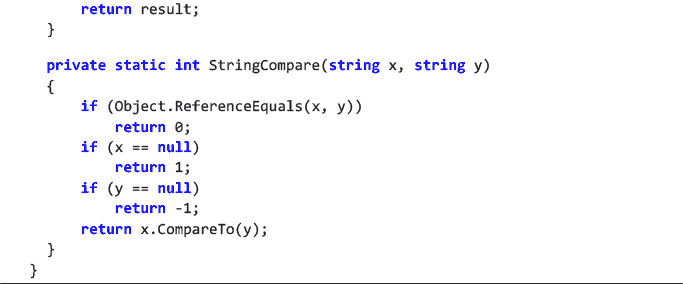 return result;
}
private static int StringCompare(string x, string y)
{
if (Object.ReferenceEquals(x, y))
return 0;
if (x == null)
return 1;
if (y == null)
return -1;
return x.CompareTo(y);
}
}